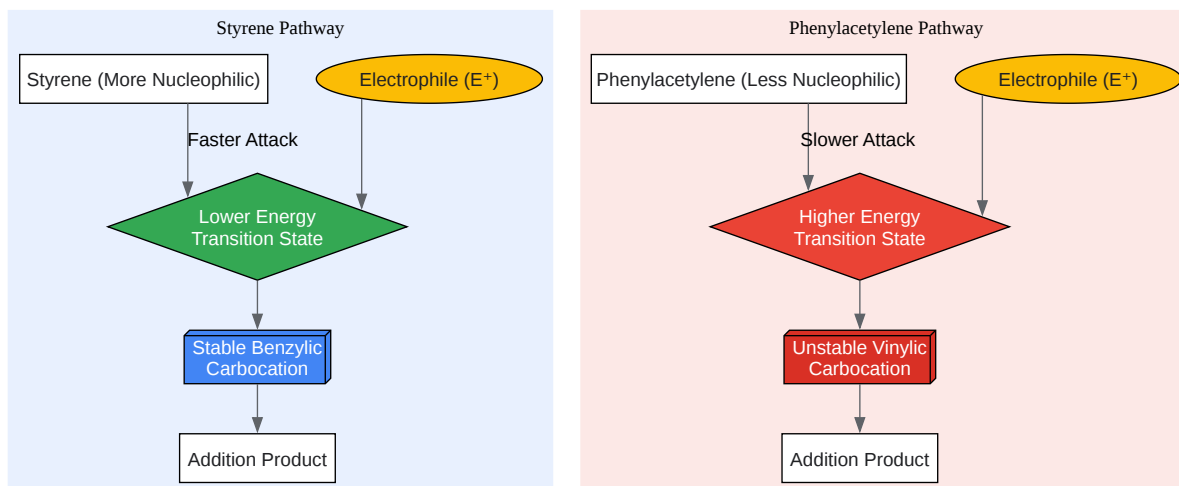 Styrene Pathway
Styrene (More Nucleophilic)
Electrophile (E⁺)
Faster Attack
Lower Energy
Transition State
Stable Benzylic
Carbocation
Addition Product
Phenylacetylene Pathway
Phenylacetylene (Less Nucleophilic)
Electrophile (E⁺)
Slower Attack
Higher Energy
Transition State
Unstable Vinylic
Carbocation
Addition Product